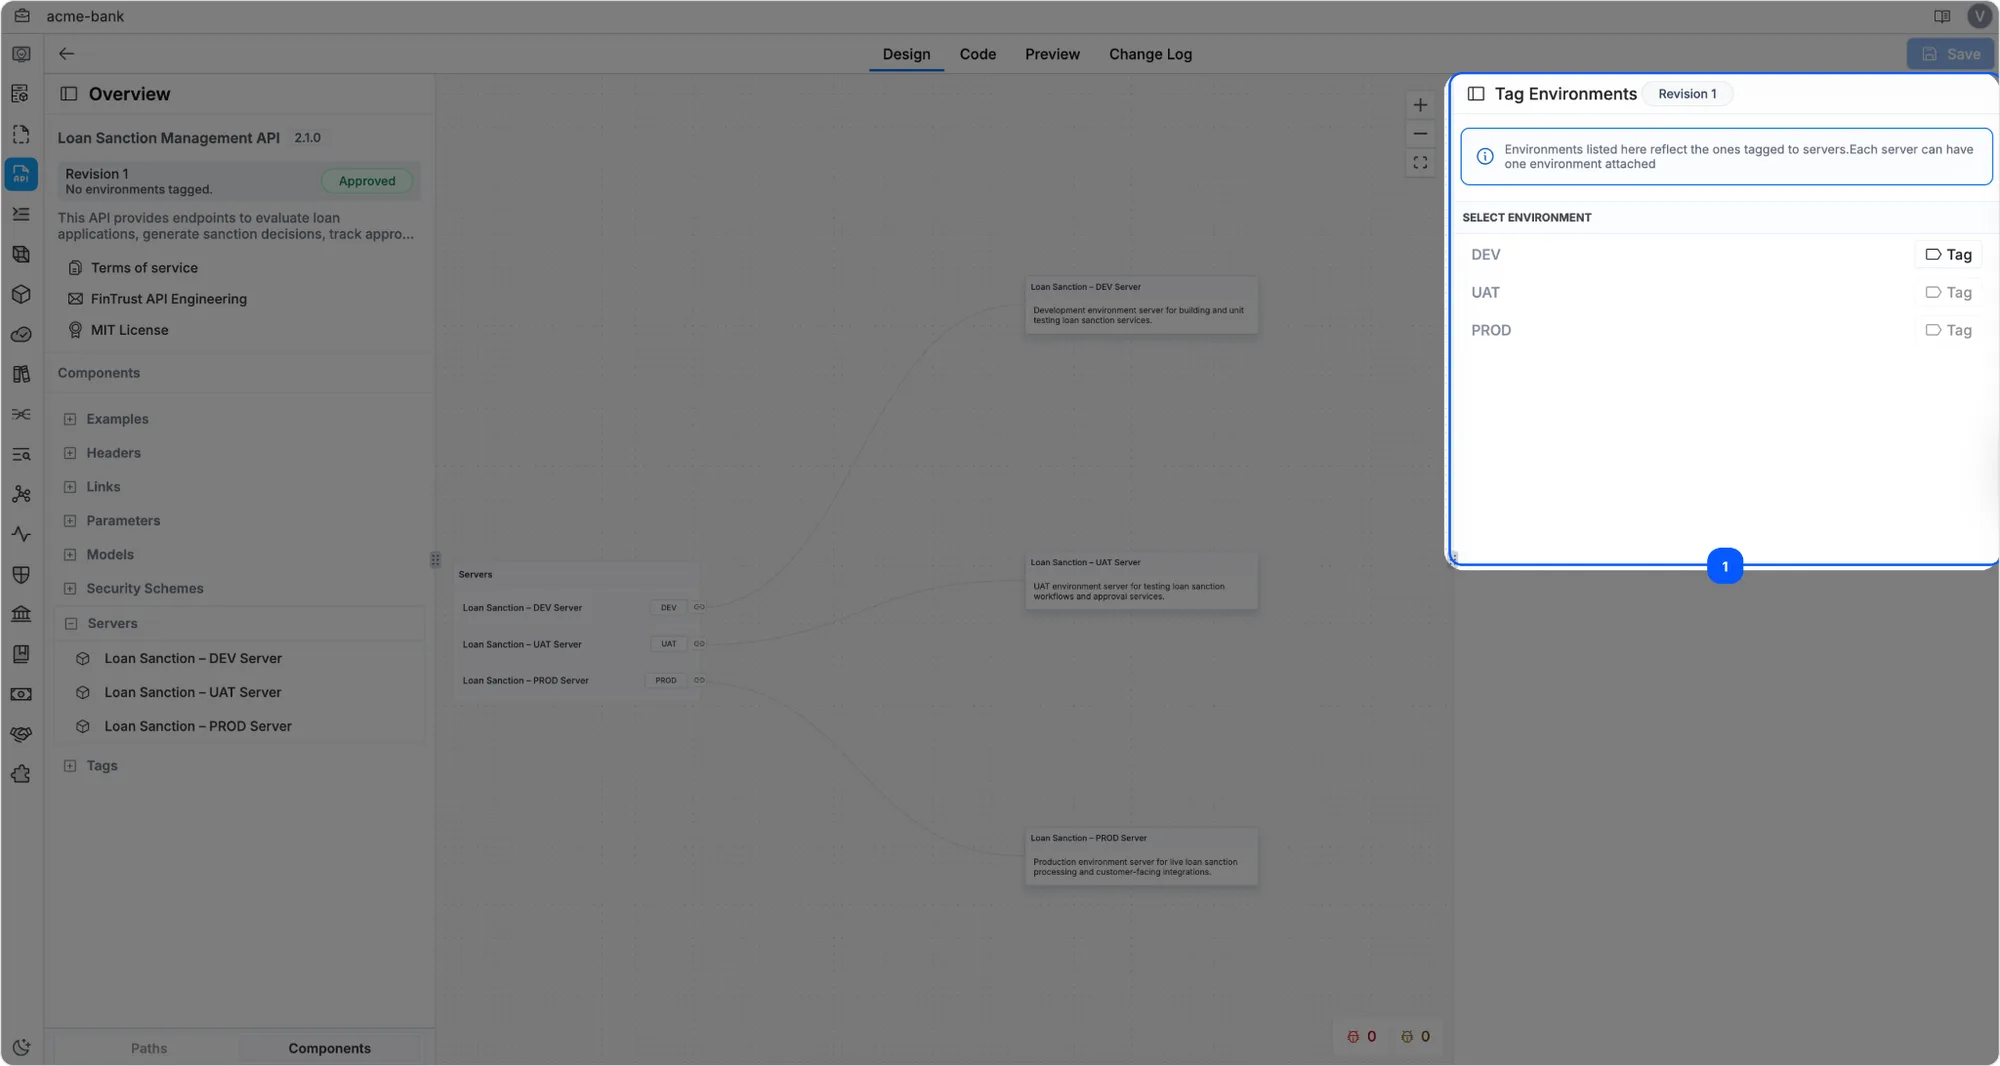 acme-bank
V
Design
Code
Preview
Change Log
Save
Overview
Loan Sanction Management API 2.1.0
Revision 1
No environments tagged.
Approved
This API provides endpoints to evaluate loan
applications, generate sanction decisions, track appro...
Terms of service
FinTrust API Engineering
MIT License
Components
Examples
Headers
Links
Parameters
Models
Security Schemes
Servers
Loan Sanction – DEV Server
Loan Sanction – UAT Server
Loan Sanction – PROD Server
Tags
Paths
Components
API
Servers
Loan Sanction – DEV Server DEV
Loan Sanction – UAT Server UAT
Loan Sanction – PROD Server PROD
Loan Sanction – DEV Server
Development environment server for building and unit
testing loan sanction services.
Loan Sanction – UAT Server
UAT environment server for testing loan sanction
workflows and approval services.
Loan Sanction – PROD Server
Production environment server for live loan sanction
processing and customer-facing integrations.
0 0
Tag Environments Revision 1
Environments listed here reflect the ones tagged to servers.Each server can have
one environment attached
SELECT ENVIRONMENT
DEV Tag
UAT Tag
PROD Tag
1